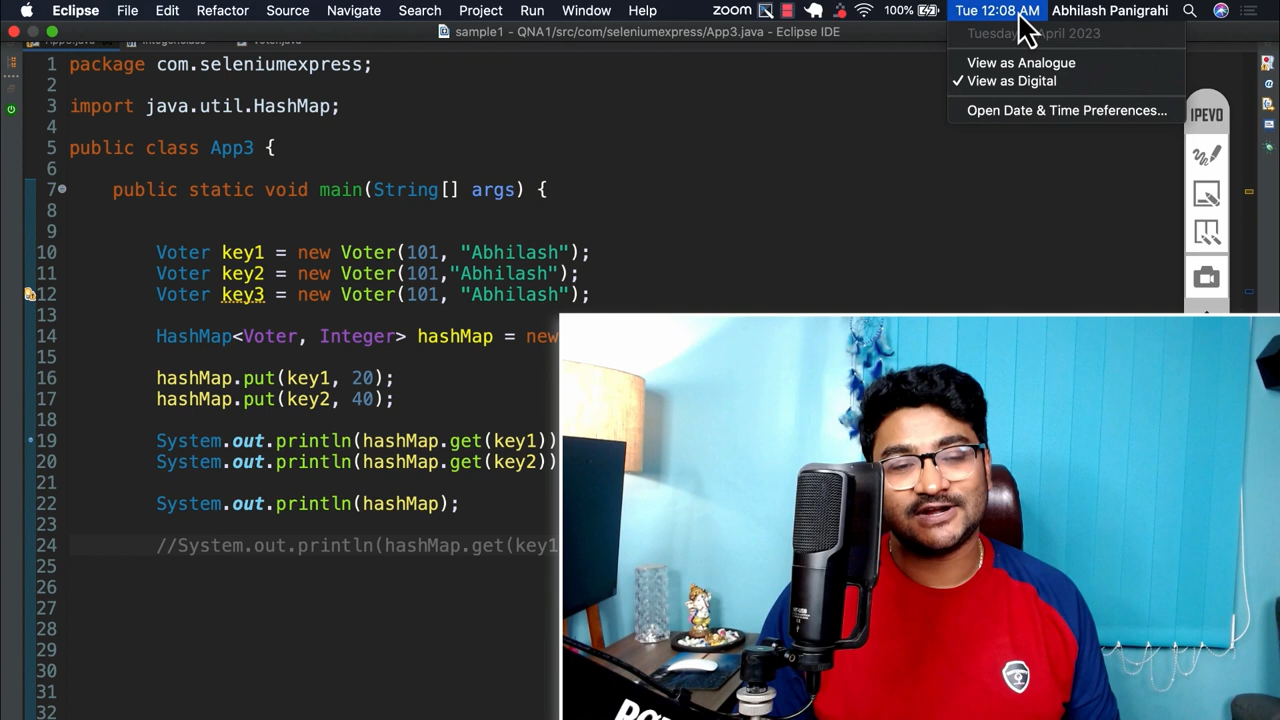 Eclipse File Edit Refactor Source Navigate Search Project Run Window Help zoom 100% Tue 12:08 AM Abhilash Panigrahi
sample1 - QNA1/src/com/seleniumexpress/App3.java - Eclipse IDE
Tuesday April 2023
View as Analogue
✓ View as Digital
Open Date & Time Preferences...
IPEVO
1 package com.seleniumexpress;
2
3 import java.util.HashMap;
4
5 public class App3 {
6
7 public static void main(String[] args) {
8
9
10 Voter key1 = new Voter(101, "Abhilash");
11 Voter key2 = new Voter(101,"Abhilash");
12 Voter key3 = new Voter(101, "Abhilash");
13
14 HashMap<Voter, Integer> hashMap = new
15
16 hashMap.put(key1, 20);
17 hashMap.put(key2, 40);
18
19 System.out.println(hashMap.get(key1))
20 System.out.println(hashMap.get(key2))
21
22 System.out.println(hashMap);
23
24 //System.out.println(hashMap.get(key1
25
26
27
28
29
30
31
32